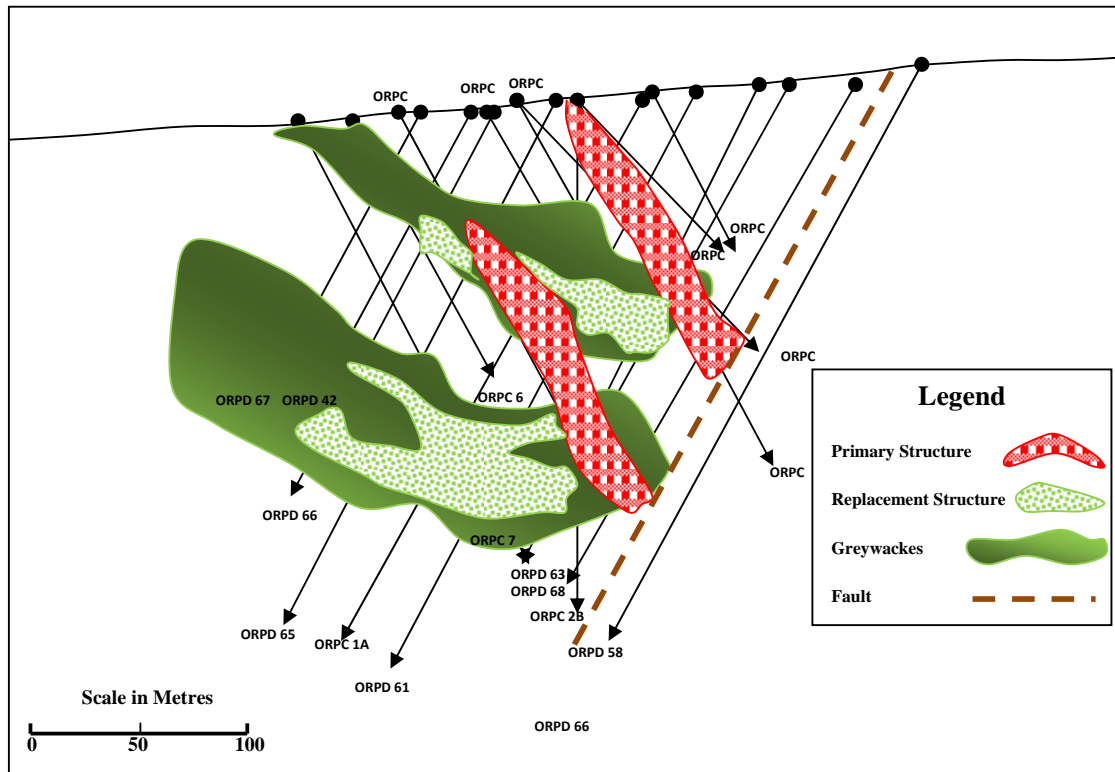 ORPC
ORPC
ORPC
ORPC
ORPC
ORPC
ORPC
ORPD 67
ORPD 42
ORPC 6
ORPD 66
ORPC 7
ORPD 63
ORPD 68
ORPC 2B
ORPD 65
ORPC 1A
ORPD 58
ORPD 61
ORPD 66
Legend
Primary Structure
Replacement Structure
Greywackes
Fault
Scale in Metres
0 50 100